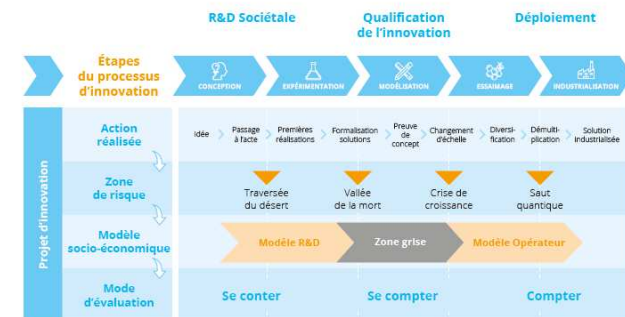 R&D Sociétale
Qualification
de l'innovation
Déploiement
Étapes
du processus
d'innovation
CONCEPTION
EXPÉRIMENTATION
MODÉLISATION
ESSAIMAGE
INDUSTRIALISATION
Projet d'innovation
Action
réalisée
Idée
Passage
à l'acte
Premières
réalisations
Formalisation
solutions
Preuve
de
concept
Changement
d'échelle
Diversi-
fication
Démulti-
plication
Solution
industrialisée
Zone
de risque
Traversée
du désert
Vallée
de la mort
Crise de
croissance
Saut
quantique
Modèle
socio-économique
Modèle R&D
Zone grise
Modèle Opérateur
Mode
d'évaluation
Se conter
Se compter
Compter